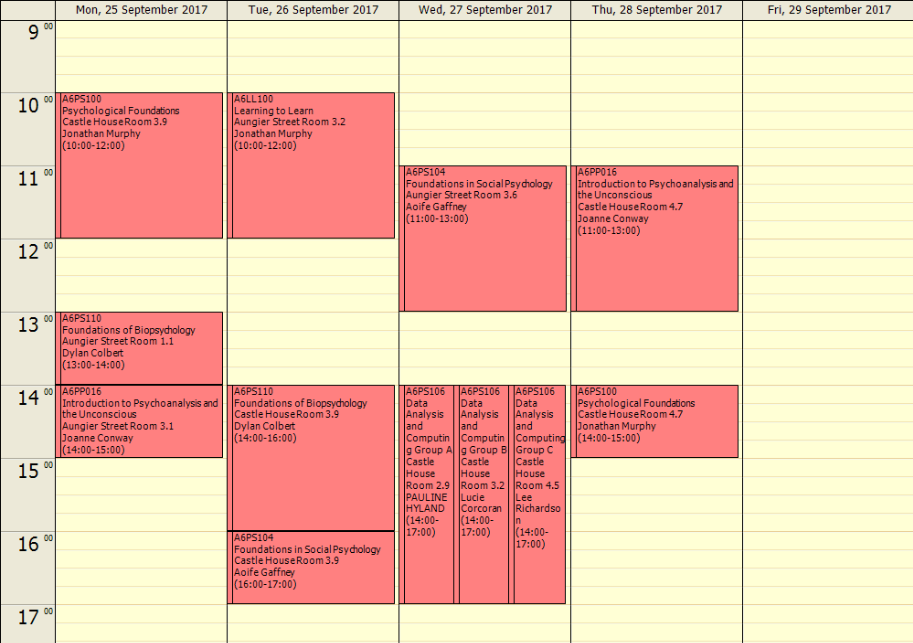 Mon, 25 September 2017
Tue, 26 September 2017
Wed, 27 September 2017
Thu, 28 September 2017
Fri, 29 September 2017
9 00
10 00
11 00
12 00
13 00
14 00
15 00
16 00
17 00
A6PS100
Psychological Foundations
Castle House Room 3.9
Jonathan Murphy
(10:00-12:00)
A6PS110
Foundations of Biopsychology
Aungier Street Room 1.1
Dylan Colbert
(13:00-14:00)
A6PP016
Introduction to Psychoanalysis and
the Unconscious
Aungier Street Room 3.1
Joanne Conway
(14:00-15:00)
A6LL100
Learning to Learn
Aungier Street Room 3.2
Jonathan Murphy
(10:00-12:00)
A6PS110
Foundations of Biopsychology
Castle House Room 3.9
Dylan Colbert
(14:00-16:00)
A6PS104
Foundations in Social Psychology
Castle House Room 3.9
Aoife Gaffney
(16:00-17:00)
A6PS104
Foundations in Social Psychology
Aungier Street Room 3.6
Aoife Gaffney
(11:00-13:00)
A6PS106
Data
Analysis
and
Computin
g Group A
Castle
House
Room 2.9
PAULINE
HYLAND
(14:00-
17:00)
A6PS106
Data
Analysis
and
Computin
g Group B
Castle
House
Room 3.2
Lucie
Corcoran
(14:00-
17:00)
A6PS106
Data
Analysis
and
Computing
Group C
Castle
House
Room 4.5
Lee
Richardso
n
(14:00-
17:00)
A6PP016
Introduction to Psychoanalysis and
the Unconscious
Castle House Room 4.7
Joanne Conway
(11:00-13:00)
A6PS100
Psychological Foundations
Castle House Room 4.7
Jonathan Murphy
(14:00-15:00)